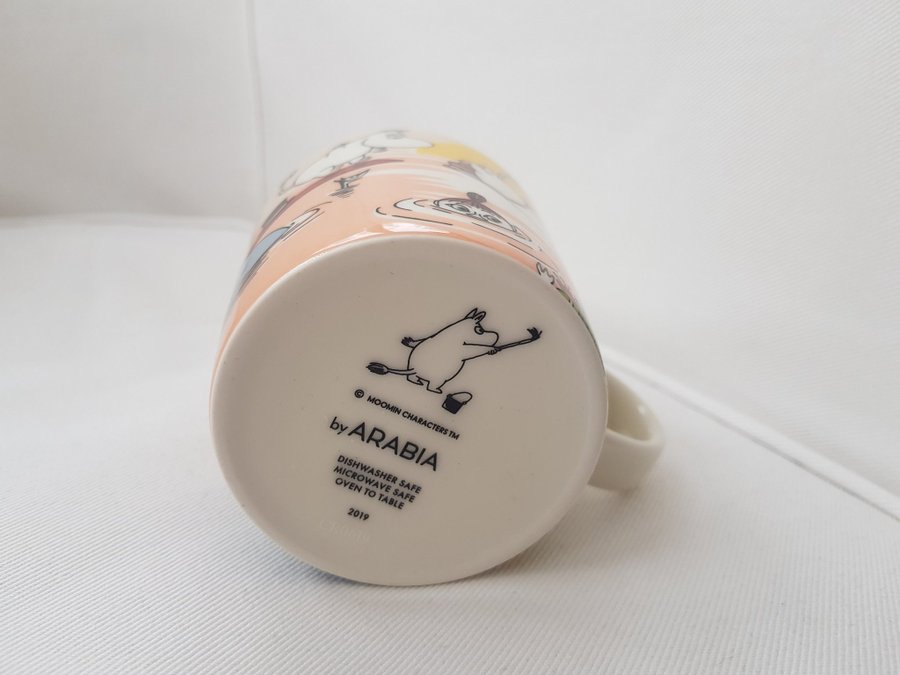 © MOOMIN CHARACTERS™
by ARABIA
DISHWASHER SAFE
MICROWAVE SAFE
OVEN TO TABLE
2019